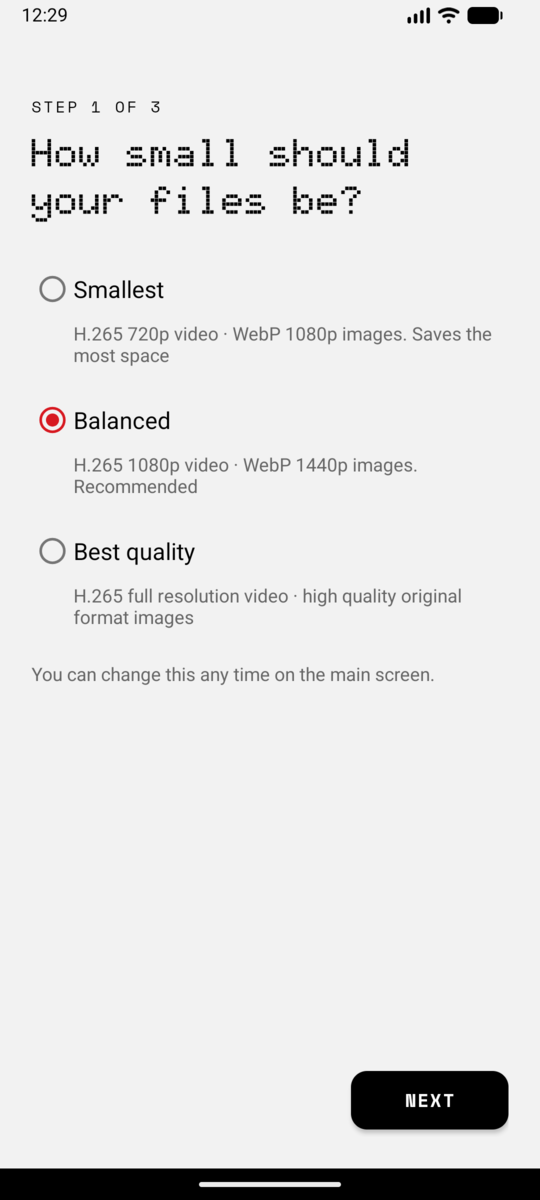 12:29
STEP 1 OF 3
How small should
your files be?
Smallest
H.265 720p video · WebP 1080p images. Saves the
most space
Balanced
H.265 1080p video · WebP 1440p images.
Recommended
Best quality
H.265 full resolution video · high quality original
format images
You can change this any time on the main screen.
NEXT